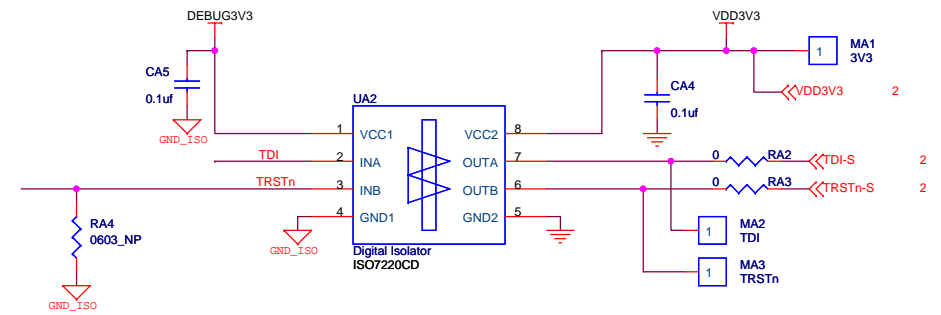 DEBUG3V3
VDD3V3
CA5
0.1uf
GND_ISO
1
MA1
3V3
CA4
0.1uf
VDD3V3
2
UA2
1
VCC1
VCC2
8
TDI
2
INA
OUTA
7
0
RA2
TDI-S
2
TRSTn
3
INB
OUTB
6
0
RA3
TRSTn-S
2
4
GND1
GND2
5
RA4
0603_NP
GND_ISO
Digital Isolator
ISO7220CD
1
MA2
TDI
1
MA3
TRSTn
GND_ISO